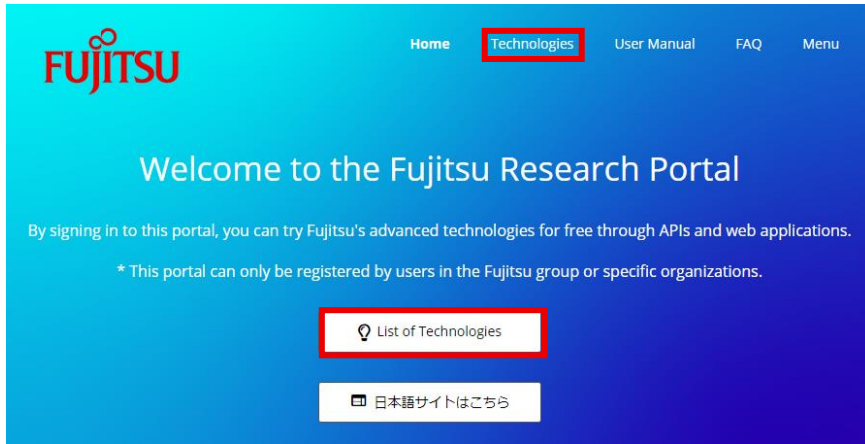 FUJITSU
Home Technologies User Manual FAQ Menu
Welcome to the Fujitsu Research Portal
By signing in to this portal, you can try Fujitsu's advanced technologies for free through APIs and web applications.
* This portal can only be registered by users in the Fujitsu group or specific organizations.
List of Technologies
日本語サイトはこちら